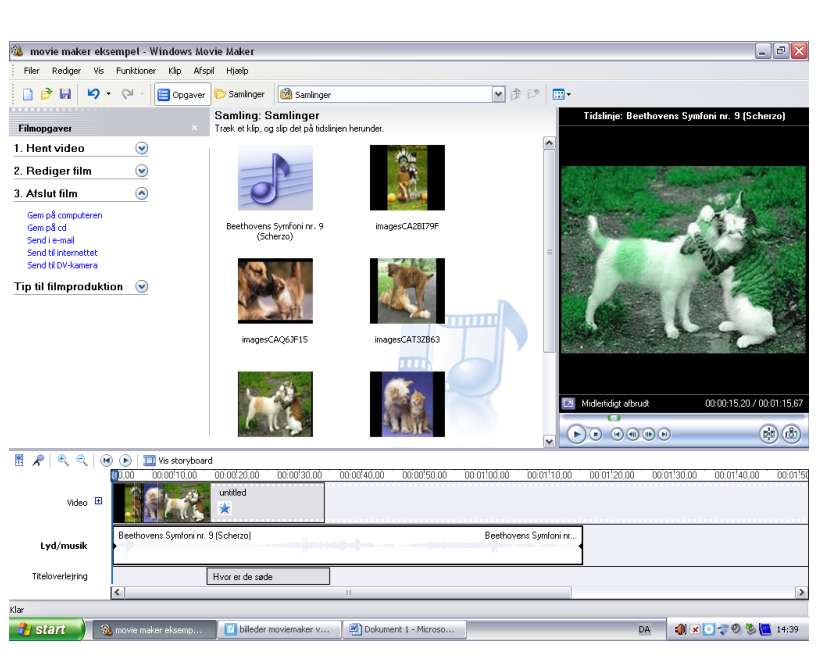 movie maker eksempel - Windows Movie Maker
Filer Rediger Vis Funktioner Klip Afspil Hjælp
Opgaver Samlinger Samlinger
Filmopgaver
1. Hent video
2. Rediger film
3. Afslut film
Gem på computeren
Gem på cd
Send i e-mail
Send til internettet
Send til DV-kamera
Tip til filmproduktion
Samling: Samlinger
Træk et klip, og slip det på tidslinjen herunder.
Beethovens Symfoni nr. 9
(Scherzo)
imagesCA2BI79F
imagesCAQ6JF15
imagesCAT3ZB63
Tidslinje: Beethovens Symfoni nr. 9 (Scherzo)
Midlertidigt afbrudt 00:00:15,20 / 00:01:15,67
Vis storyboard
0:00 00:00'10,00 00:00'20,00 00:00'30,00 00:00'40,00 00:00'50,00 00:01'00,00 00:01'10,00 00:01'20,00 00:01'30,00 00:01'40,00 00:01'50
Video
untitled
Lyd/musik
Beethovens Symfoni nr. 9 (Scherzo) Beethovens Symfoni nr...
Titeloverlejring
Hvor er de søde
Klar
start movie maker eksemp... billeder moviemaker v... Dokument 1 - Microso... DA 14:39